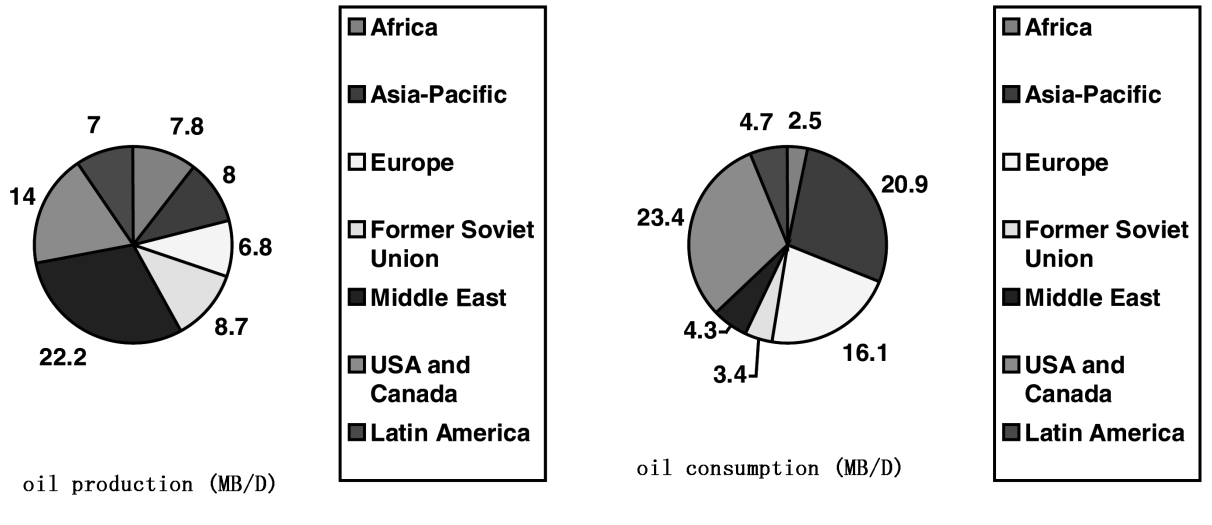 7
7.8
8
14
6.8
8.7
22.2
oil production (MB/D)
Africa
Asia-Pacific
Europe
Former Soviet
Union
Middle East
USA and
Canada
Latin America
4.7
2.5
20.9
23.4
4.3
16.1
3.4
oil consumption (MB/D)
Africa
Asia-Pacific
Europe
Former Soviet
Union
Middle East
USA and
Canada
Latin America